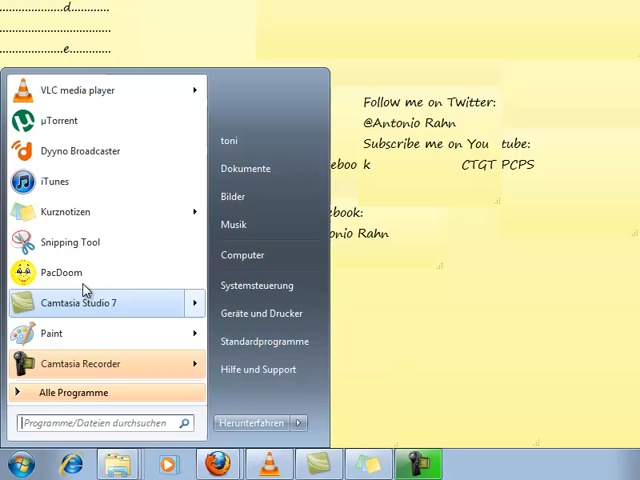 ....................d...........
................................
....................e...........
VLC media player
µTorrent
Dyyno Broadcaster
iTunes
Kurznotizen
Snipping Tool
PacDoom
Camtasia Studio 7
Paint
Camtasia Recorder
Alle Programme
Programme/Dateien durchsuchen
toni
Dokumente
Bilder
Musik
Computer
Systemsteuerung
Geräte und Drucker
Standardprogramme
Hilfe und Support
Herunterfahren
Follow me on TWitter:
@Antonio Rahn
Subscribe me on You tube:
eboo k CTGT PCPS
ebook:
onio Rahn